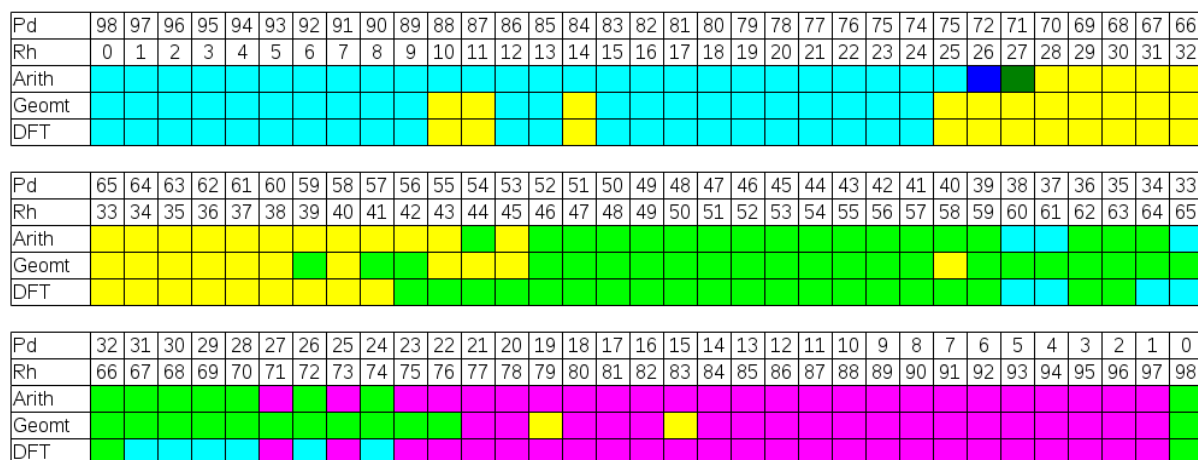 Pd 98 97 96 95 94 93 92 91 90 89 88 87 86 85 84 83 82 81 80 79 78 77 76 75 74 75 72 71 70 69 68 67 66
Rh 0 1 2 3 4 5 6 7 8 9 10 11 12 13 14 15 16 17 18 19 20 21 22 23 24 25 26 27 28 29 30 31 32
Arith
Geomt
DFT
Pd 65 64 63 62 61 60 59 58 57 56 55 54 53 52 51 50 49 48 47 46 45 44 43 42 41 40 39 38 37 36 35 34 33
Rh 33 34 35 36 37 38 39 40 41 42 43 44 45 46 47 48 49 50 51 52 53 54 55 56 57 58 59 60 61 62 63 64 65
Arith
Geomt
DFT
Pd 32 31 30 29 28 27 26 25 24 23 22 21 20 19 18 17 16 15 14 13 12 11 10 9 8 7 6 5 4 3 2 1 0
Rh 66 67 68 69 70 71 72 73 74 75 76 77 78 79 80 81 82 83 84 85 86 87 88 89 90 91 92 93 94 95 96 97 98
Arith
Geomt
DFT